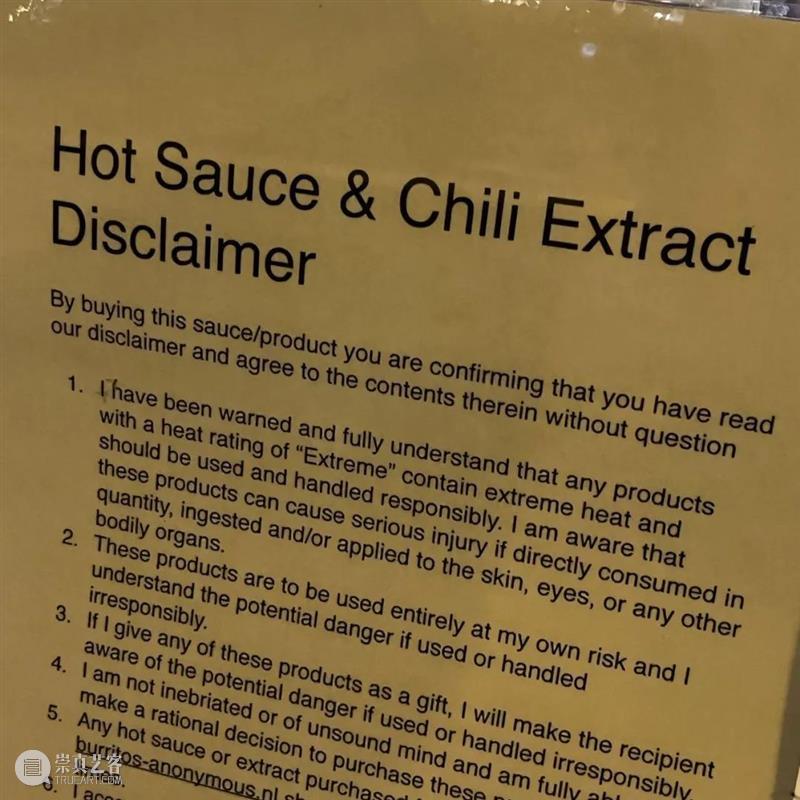 Hot Sauce & Chili Extract
Disclaimer
By buying this sauce/product you are confirming that you have read
our disclaimer and agree to the contents therein without question
1. I have been warned and fully understand that any products
with a heat rating of “Extreme” contain extreme heat and
should be used and handled responsibly. I am aware that
these products can cause serious injury if directly consumed in
quantity, ingested and/or applied to the skin, eyes, or any other
bodily organs.
2. These products are to be used entirely at my own risk and I
understand the potential danger if used or handled
irresponsibly.
3. If I give any of these products as a gift, I will make the recipient
aware of the potential danger if used or handled irresponsibly.
4. I am not inebriated or of unsound mind and am fully
make a rational decision to purchase these
5. Any hot sauce or extract purchased
burritos-anonymous.nl
6. I
崇真艺客
TRUEART.COM